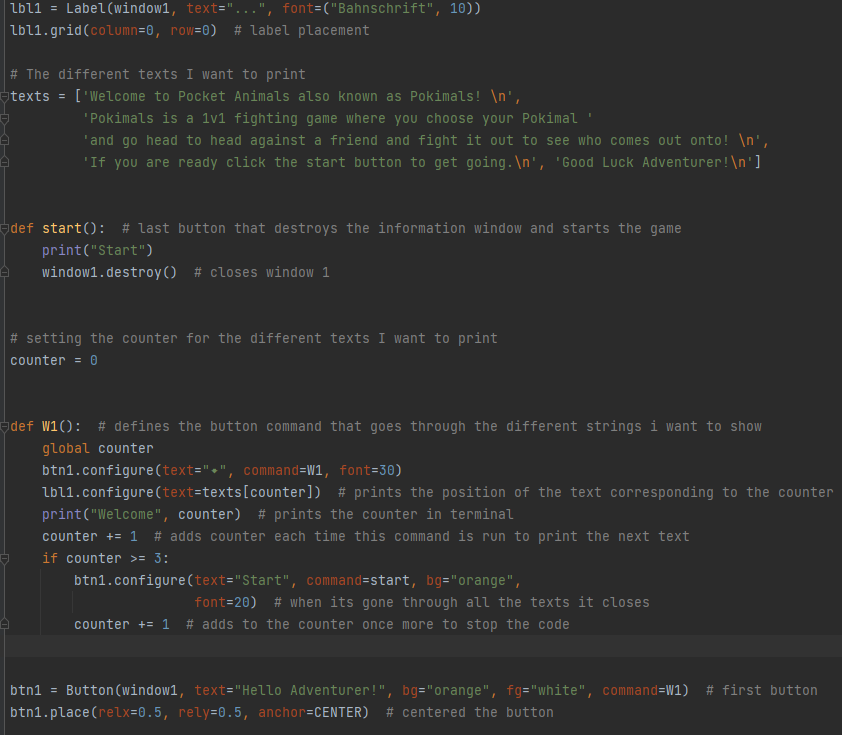 lbl1 = Label(window1, text="...", font=("Bahnschrift", 10))
lbl1.grid(column=0, row=0)  # label placement
# The different texts I want to print
texts = ['Welcome to Pocket Animals also known as Pokimals! \n',
         'Pokimals is a 1v1 fighting game where you choose your Pokimal '
         'and go head to head against a friend and fight it out to see who comes out onto! \n',
         'If you are ready click the start button to get going.\n', 'Good Luck Adventurer!\n']
def start():  # last button that destroys the information window and starts the game
    print("Start")
    window1.destroy()  # closes window 1
# setting the counter for the different texts I want to print
counter = 0
def W1():  # defines the button command that goes through the different strings i want to show
    global counter
    btn1.configure(text="✦", command=W1, font=30)
    lbl1.configure(text=texts[counter])  # prints the position of the text corresponding to the counter
    print("Welcome", counter)  # prints the counter in terminal
    counter += 1  # adds counter each time this command is run to print the next text
    if counter >= 3:
        btn1.configure(text="Start", command=start, bg="orange",
                       font=20)  # when its gone through all the texts it closes
        counter += 1  # adds to the counter once more to stop the code
btn1 = Button(window1, text="Hello Adventurer!", bg="orange", fg="white", command=W1)  # first button
btn1.place(relx=0.5, rely=0.5, anchor=CENTER)  # centered the button